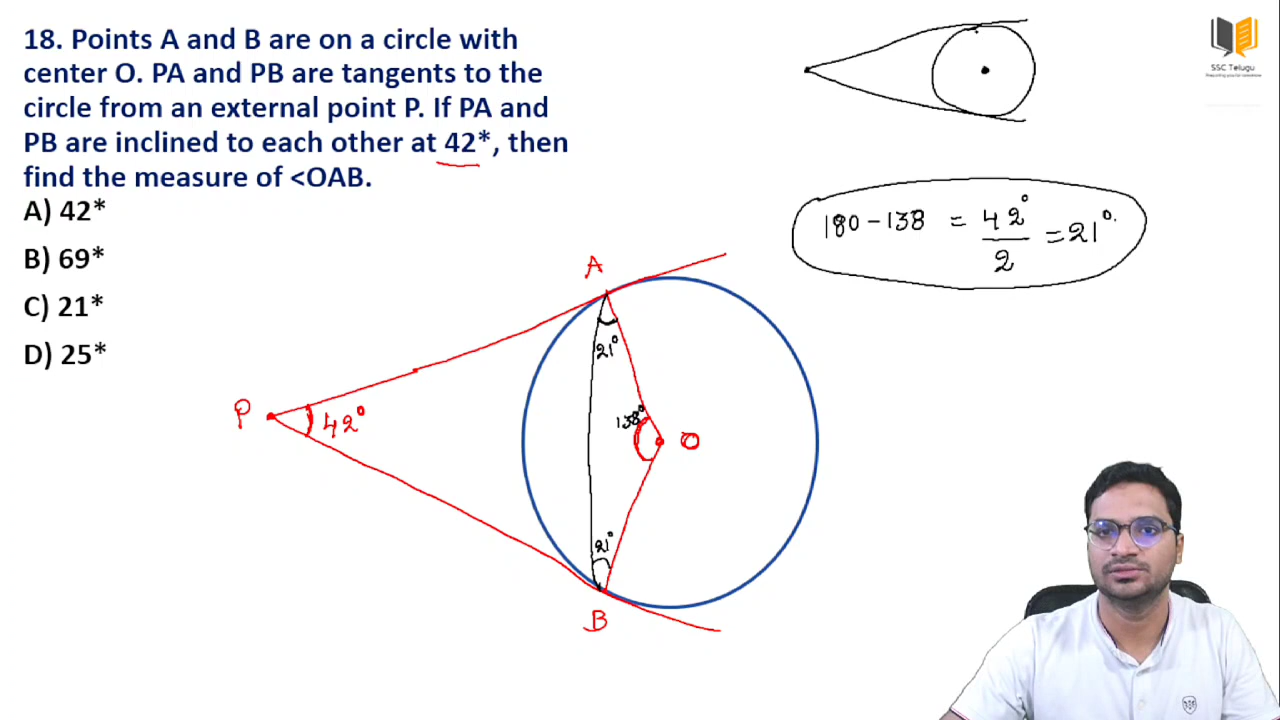 18. Points A and B are on a circle with
center O. PA and PB are tangents to the
circle from an external point P. If PA and
PB are inclined to each other at 42*, then
find the measure of <OAB.
A) 42*
B) 69*
C) 21*
D) 25*
SSC Telugu
180-138 = 42°/2 = 21°
A
21°
P
42°
138°
O
21°
B